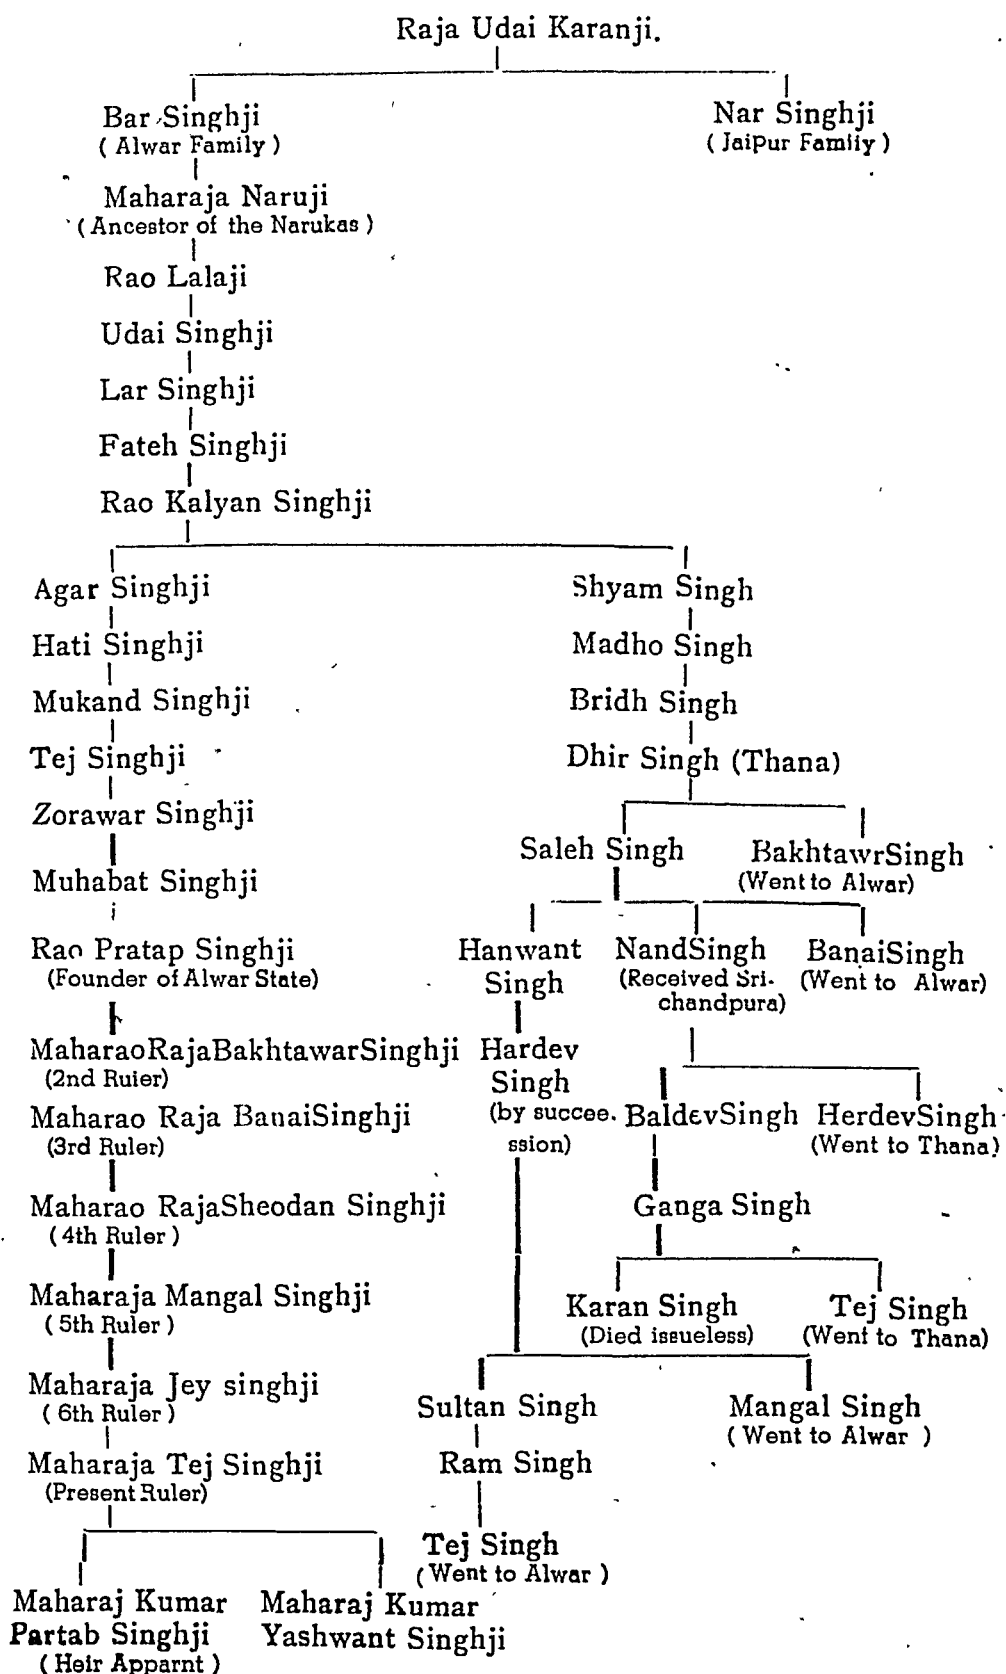 Raja Udai Karanji.
Bar Singhji
( Alwar Family )
Nar Singhji
( Jaipur Family )
Maharaja Naruji
( Ancestor of the Narukas )
Rao Lalaji
Udai Singhji
Lar Singhji
Fateh Singhji
Rao Kalyan Singhji
Agar Singhji
Shyam Singh
Hati Singhji
Madho Singh
Mukand Singhji
Bridh Singh
Tej Singhji
Dhir Singh (Thana)
Zorawar Singhji
Saleh Singh
BakhtawrSingh
(Went to Alwar)
Muhabat Singhji
Rao Pratap Singhji
(Founder of Alwar State)
Hanwant
Singh
NandSingh
(Received Sri-
chandpura)
BanaiSingh
(Went to Alwar)
MaharaoRajaBakhtawarSinghji
(2nd Ruler)
Hardev
Singh
(by succee.
ssion)
BaldevSingh
HerdevSingh
(Went to Thana)
Maharao Raja BanaiSinghji
(3rd Ruler)
Maharao RajaSheodan Singhji
( 4th Ruler )
Ganga Singh
Maharaja Mangal Singhji
( 5th Ruler )
Karan Singh
(Died issueless)
Tej Singh
(Went to Thana)
Maharaja Jey singhji
( 6th Ruler )
Sultan Singh
Mangal Singh
( Went to Alwar )
Maharaja Tej Singhji
(Present Ruler)
Ram Singh
Tej Singh
( Went to Alwar )
Maharaj Kumar
Partab Singhji
( Heir Apparnt )
Maharaj Kumar
Yashwant Singhji